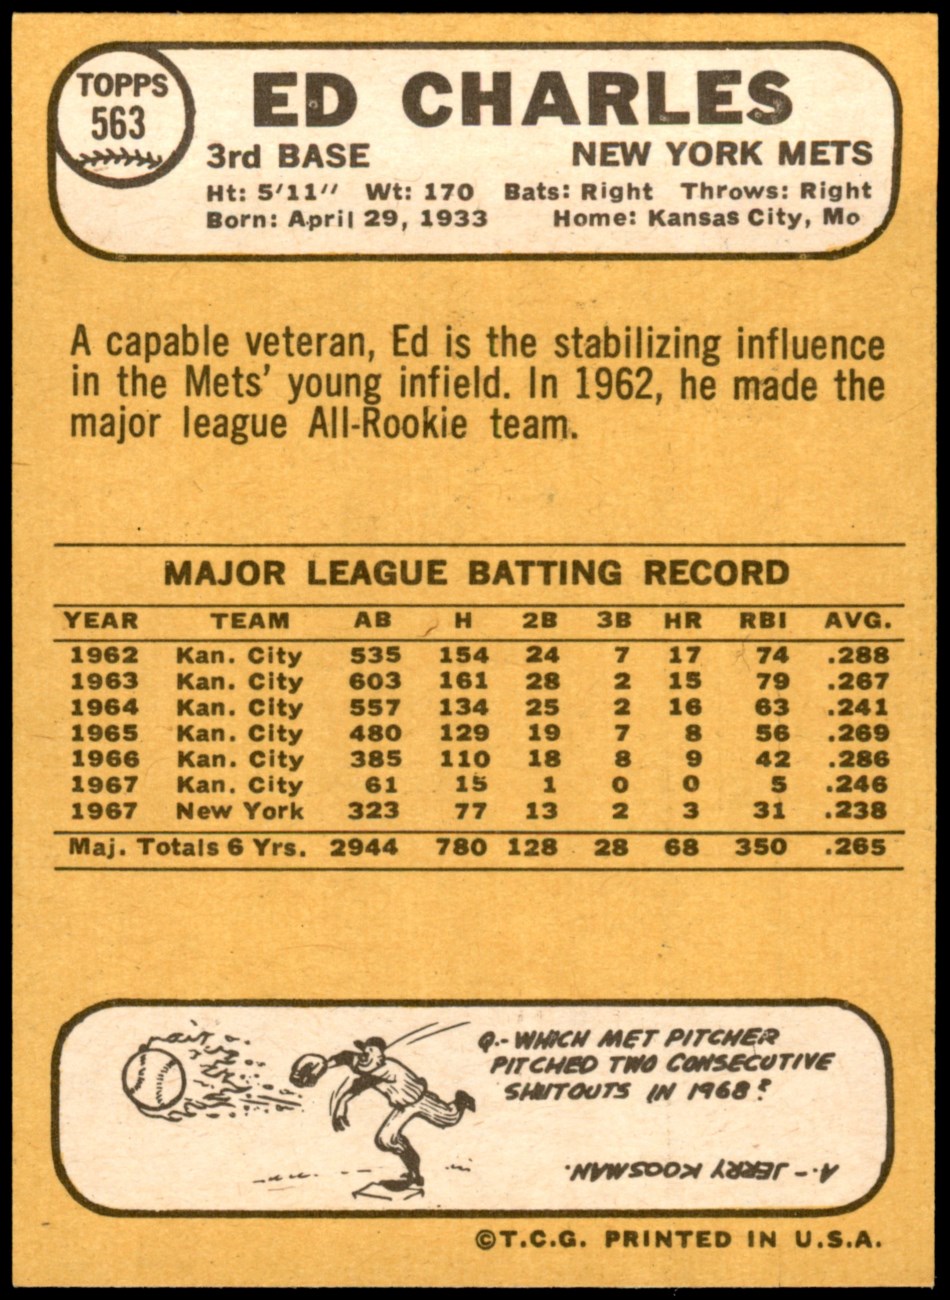 TOPPS
563
ED CHARLES
3rd BASE NEW YORK METS
Ht: 5'11" Wt: 170 Bats: Right Throws: Right
Born: April 29, 1933 Home: Kansas City, Mo
A capable veteran, Ed is the stabilizing influence
in the Mets' young infield. In 1962, he made the
major league All-Rookie team.
MAJOR LEAGUE BATTING RECORD
YEAR TEAM AB H 2B 3B HR RBI AVG.
1962 Kan. City 535 154 24 7 17 74 .288
1963 Kan. City 603 161 28 2 15 79 .267
1964 Kan. City 557 134 25 2 16 63 .241
1965 Kan. City 480 129 19 7 8 56 .269
1966 Kan. City 385 110 18 8 9 42 .286
1967 Kan. City 61 15 1 0 0 5 .246
1967 New York 323 77 13 2 3 31 .238
Maj. Totals 6 Yrs. 2944 780 128 28 68 350 .265
Q.- WHICH MET PITCHER
PITCHED TWO CONSECUTIVE
SHUTOUTS IN 1968?
A.- JERRY KOOSMAN.
©T.C.G. PRINTED IN U.S.A.